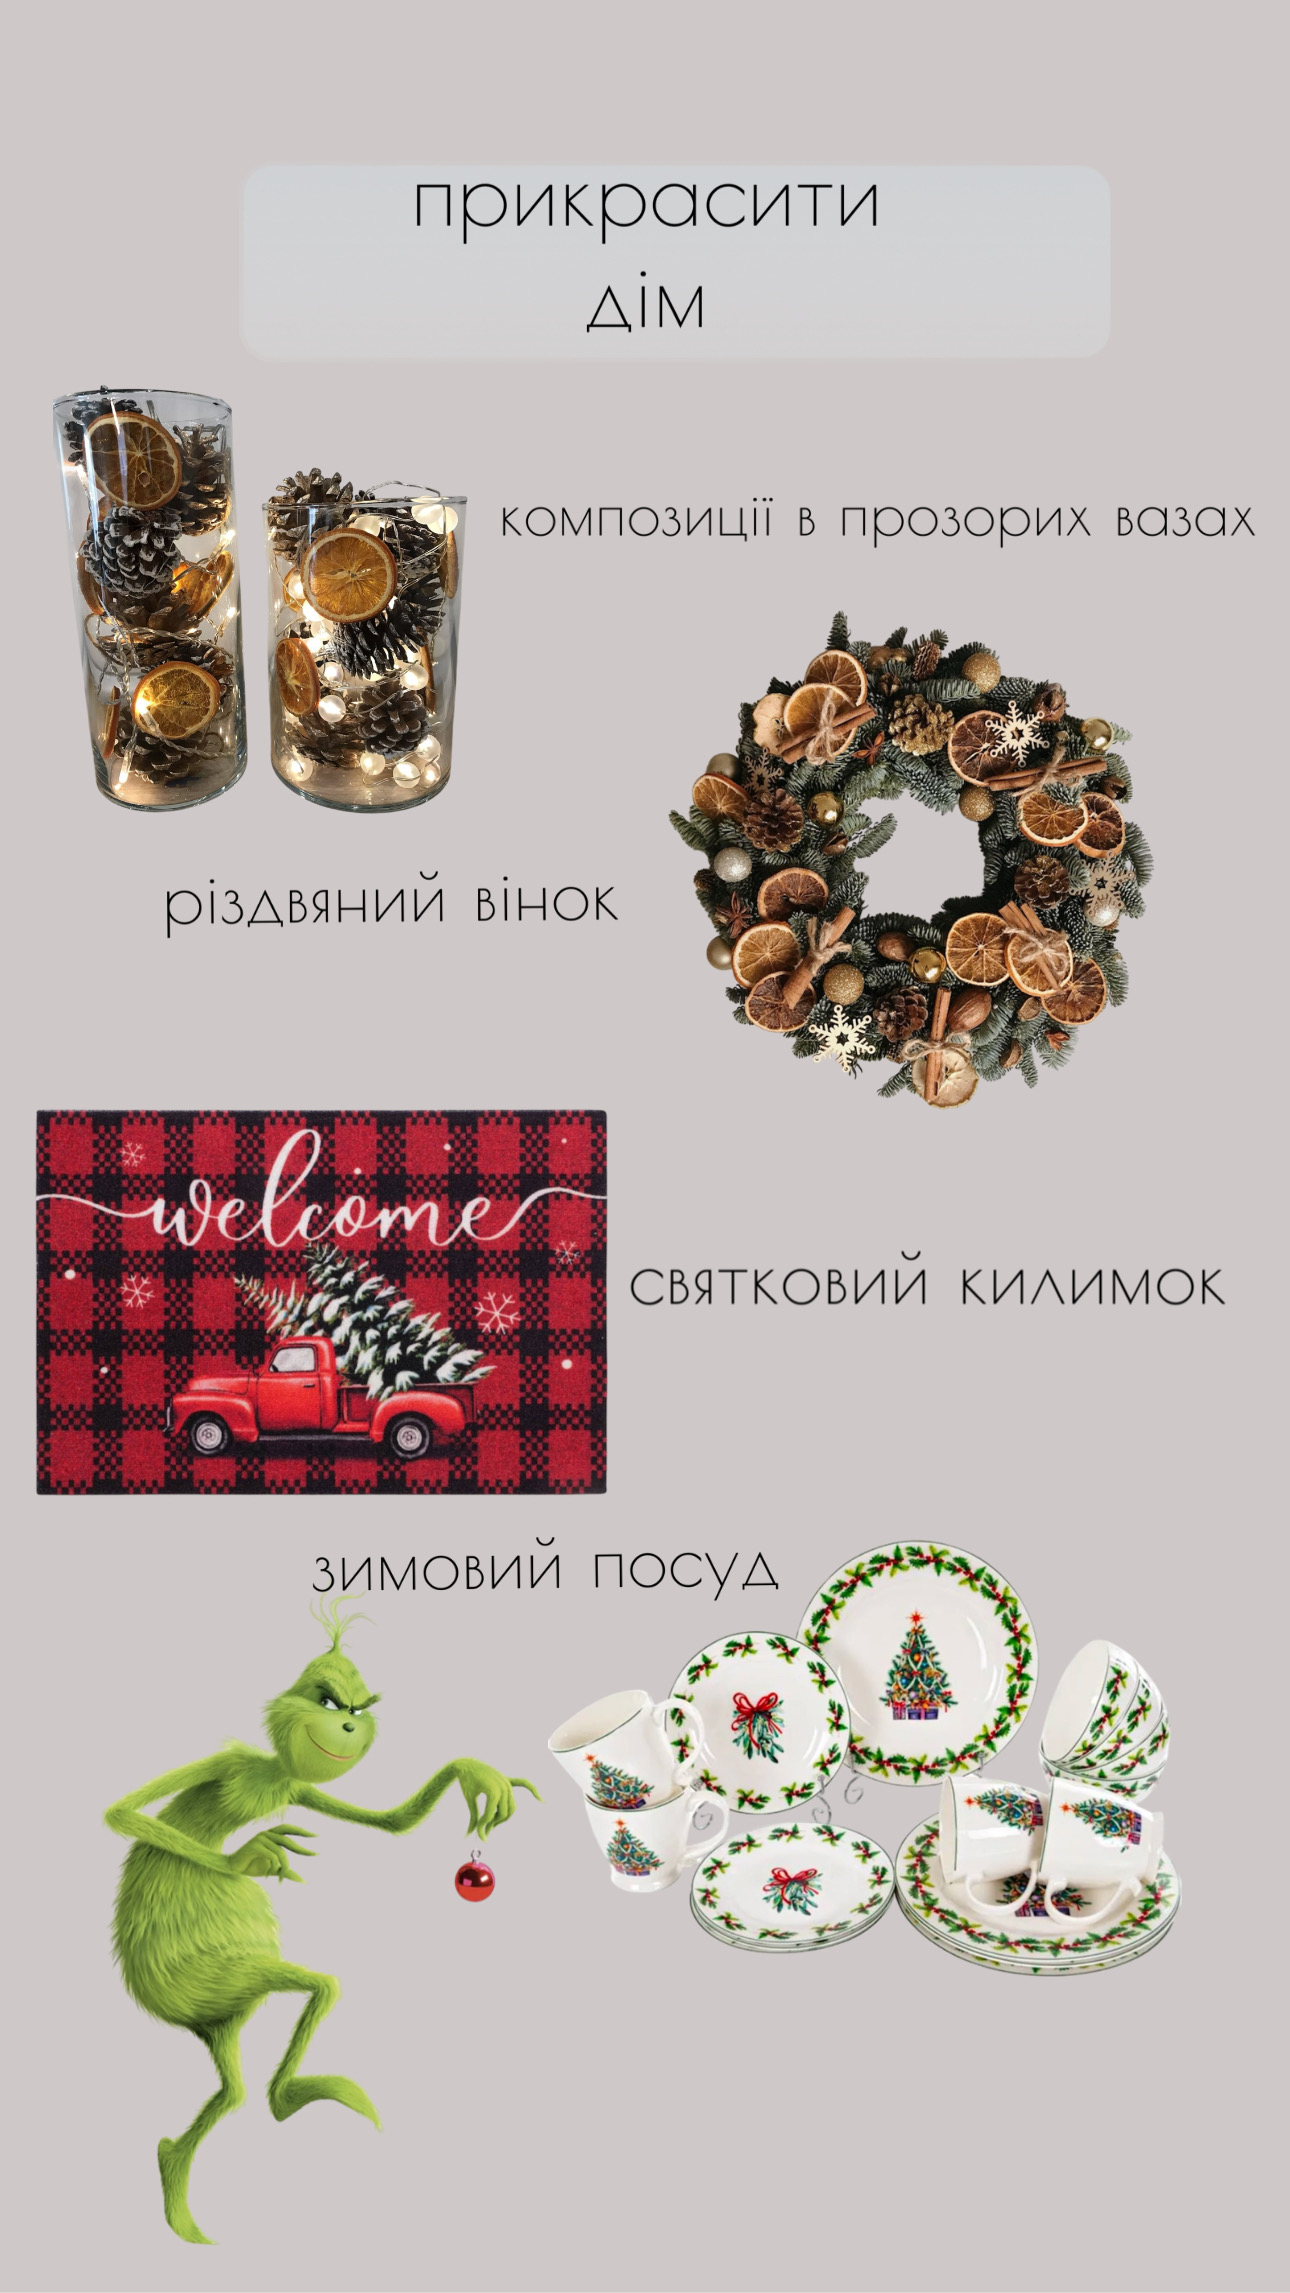 прикрасити
дім
композиції в прозорих вазах
різдвяний вінок
welcome
святковий килимок
зимовий посуд